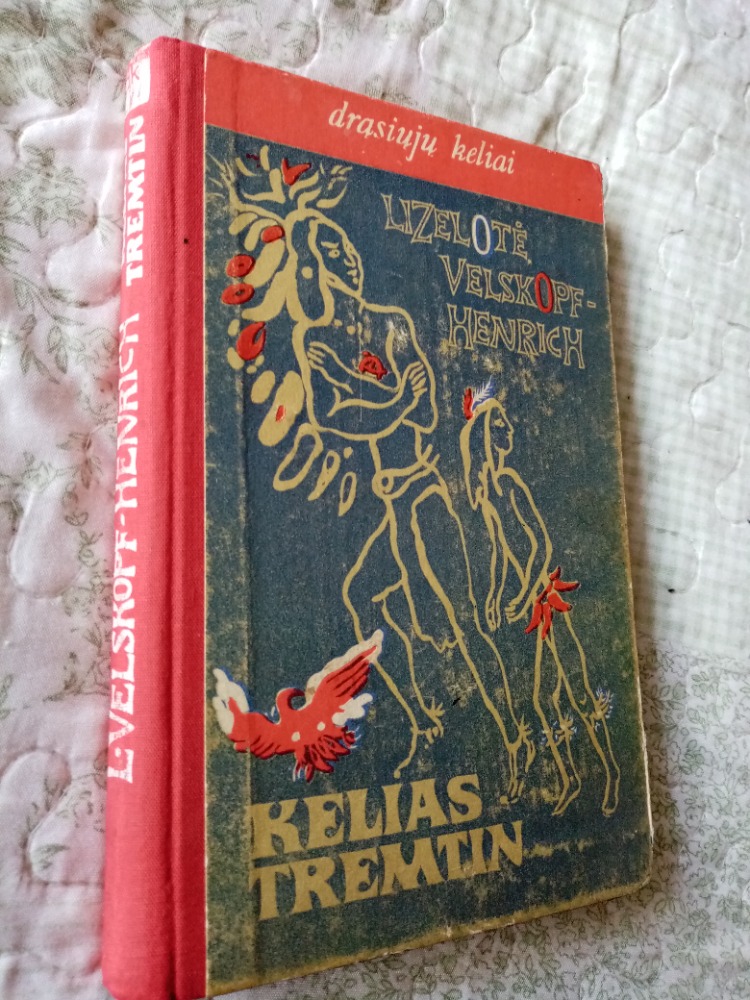 drąsiųjų keliai
LIZELOTĖ
VELSKOPF-
HENRICH
KELIAS
TREMTIN
L. VELSKOPF-HENRICH TREMTIN